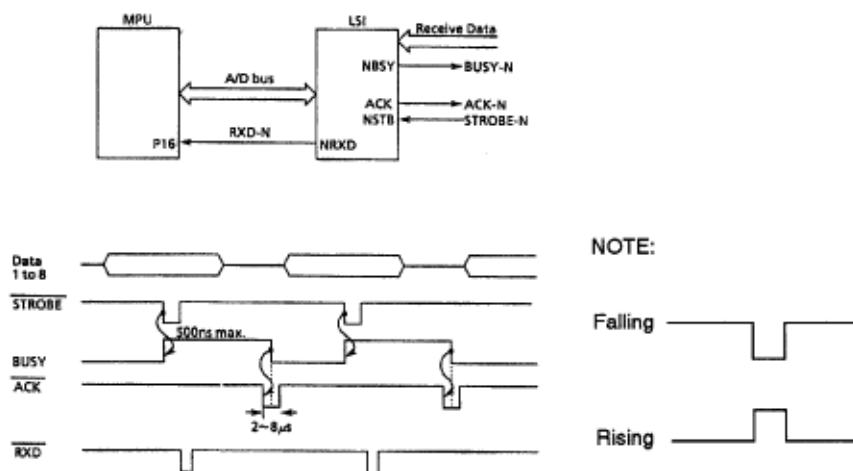 MPU
LSI
Receive Data
NBSY
BUSY-N
A/D bus
ACK
ACK-N
NSTB
STROBE-N
P16
RXD-N
NRXD
Data
1 to 8
STROBE
500ns max.
BUSY
ACK
2~8μs
RXD
NOTE:
Falling
Rising